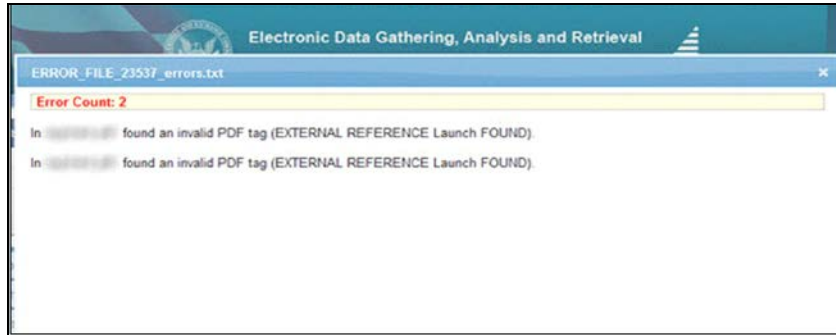 Electronic Data Gathering, Analysis and Retrieval
ERROR_FILE_23537_errors.txt
Error Count: 2
In found an invalid PDF tag (EXTERNAL REFERENCE Launch FOUND).
In found an invalid PDF tag (EXTERNAL REFERENCE Launch FOUND).